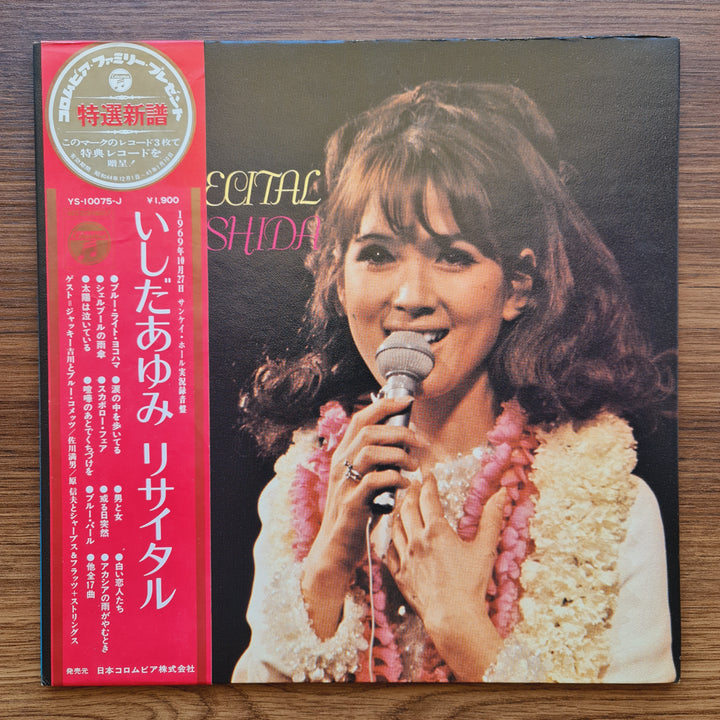 コロムビア・ファミリー・プレゼント
特選新譜
このマークのレコード3枚で
特典レコードを
贈呈!
YS-10075-J ¥1,900
1969年10月27日 サンケイ・ホール実況録音盤
いしだあゆみ リサイタル
●ブルー・ライト・ヨコハマ
●シェルブールの雨傘
●太陽は泣いている
●涙の中を歩いてる
●スカボロー・フェア
●喧嘩のあとでくちづけを
●男と女
●或る日突然
●ブルー・パール
●白い恋人たち
●アカシアの雨がやむとき
●他全17曲
ゲスト=ジャッキー吉川とブルー・コメッツ/佐川満男/原 信夫とシャープス&フラッツ+ストリングス
発売元 日本コロムビア株式会社
ECITAL
SHIDA